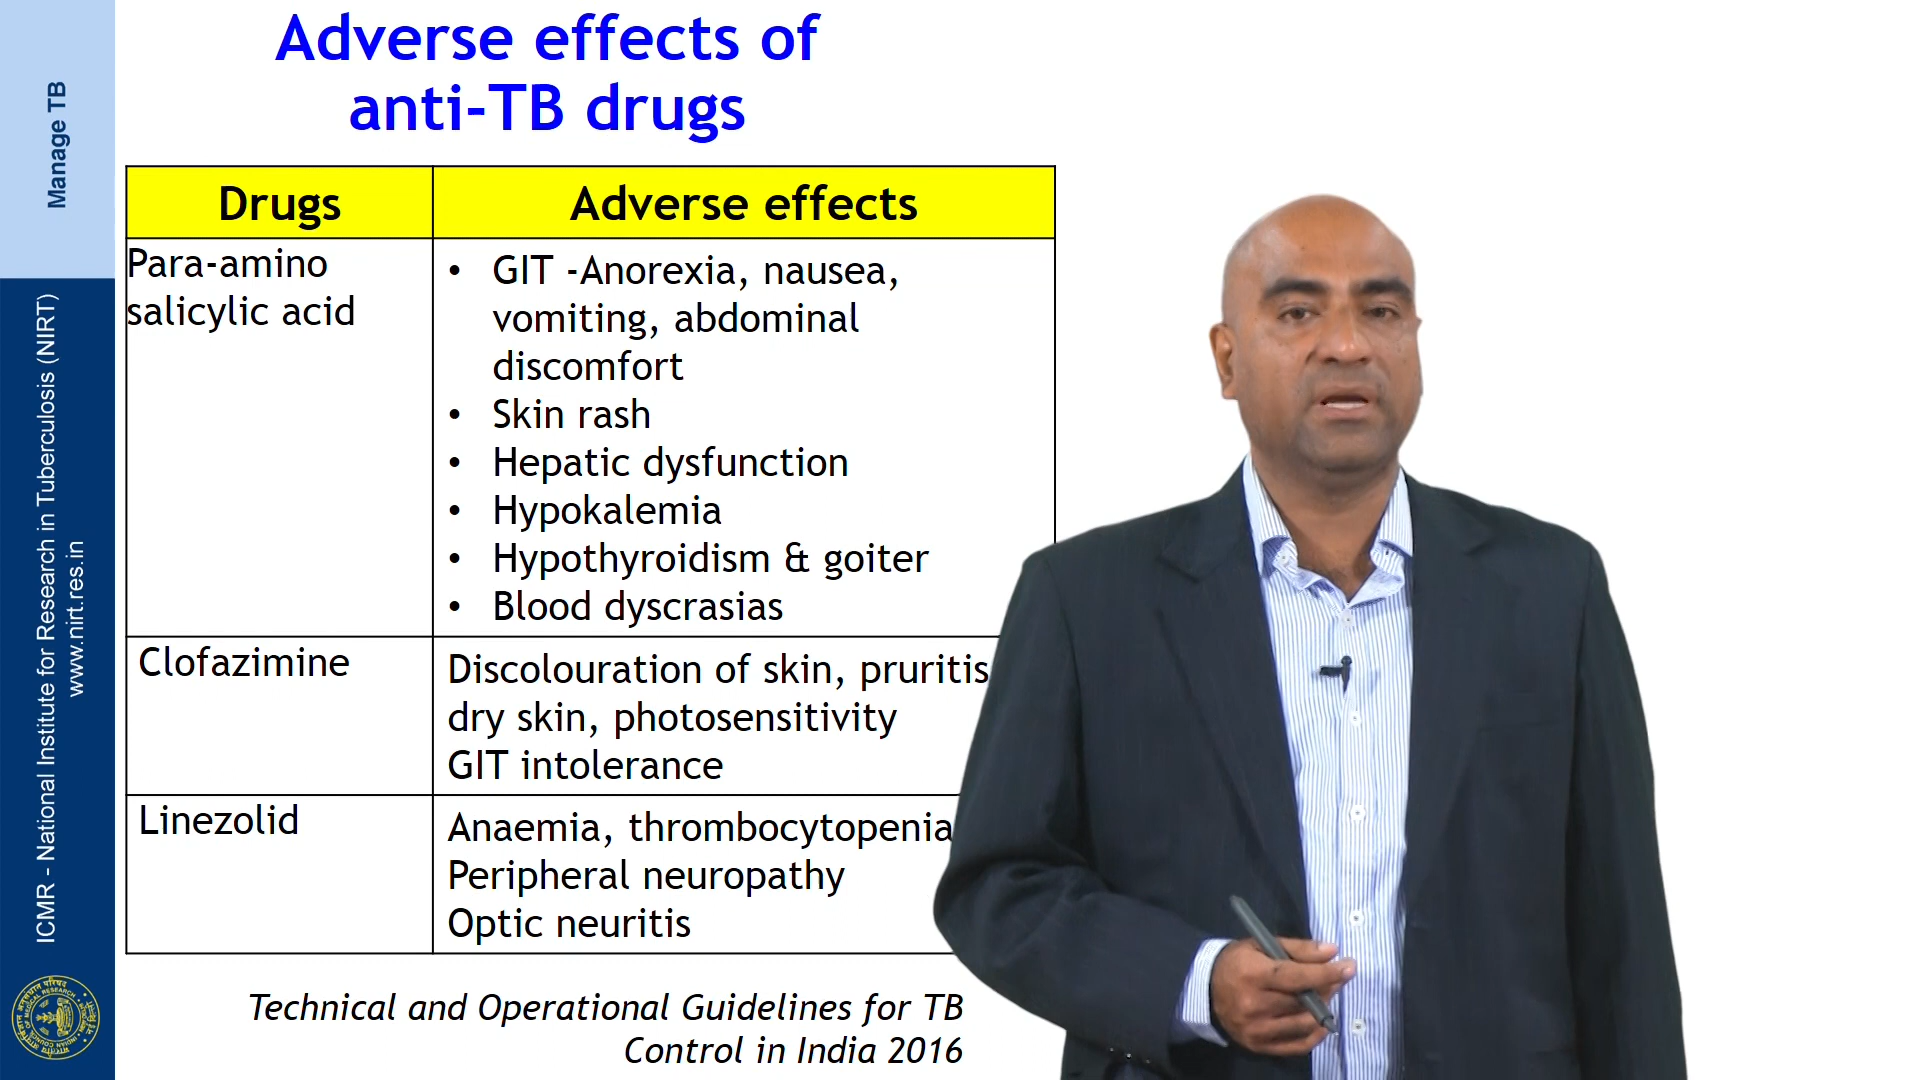 Adverse effects of
anti-TB drugs
Manage TB
ICMR - National Institute for Research in Tuberculosis (NIRT)
www.nirt.res.in
Drugs
Adverse effects
Para-amino
salicylic acid
• GIT -Anorexia, nausea,
vomiting, abdominal
discomfort
• Skin rash
• Hepatic dysfunction
• Hypokalemia
• Hypothyroidism & goiter
• Blood dyscrasias
Clofazimine
Discolouration of skin, pruritis
dry skin, photosensitivity
GIT intolerance
Linezolid
Anaemia, thrombocytopenia
Peripheral neuropathy
Optic neuritis
Technical and Operational Guidelines for TB
Control in India 2016